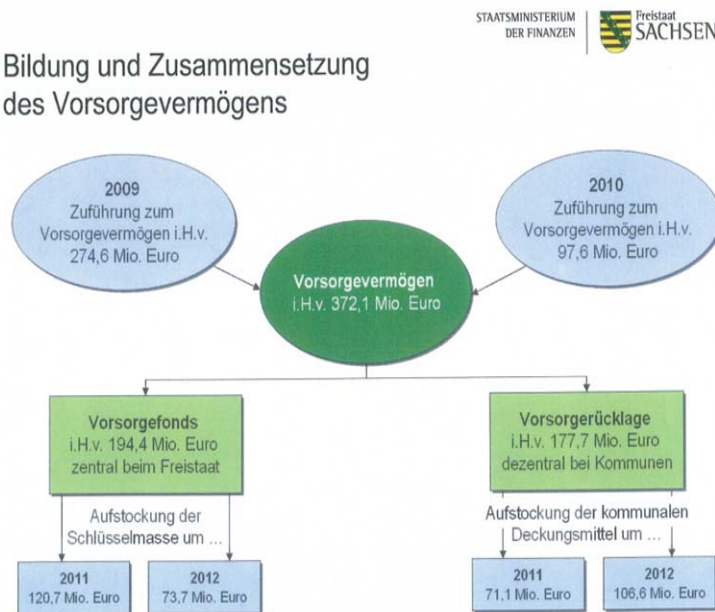 STAATSMINISTERIUM
DER FINANZEN
Freistaat
SACHSEN
Bildung und Zusammensetzung
des Vorsorgevermögens
2009
Zuführung zum
Vorsorgevermögen i.H.v.
274,6 Mio. Euro
2010
Zuführung zum
Vorsorgevermögen i.H.v.
97,6 Mio. Euro
Vorsorgevermögen
i.H.v. 372,1 Mio. Euro
Vorsorgefonds
i.H.v. 194,4 Mio. Euro
zentral beim Freistaat
Vorsorgerücklage
i.H.v. 177,7 Mio. Euro
dezentral bei Kommunen
Aufstockung der
Schlüsselmasse um ...
Aufstockung der kommunalen
Deckungsmittel um ...
2011
120,7 Mio. Euro
2012
73,7 Mio. Euro
2011
71,1 Mio. Euro
2012
106,6 Mio. Euro